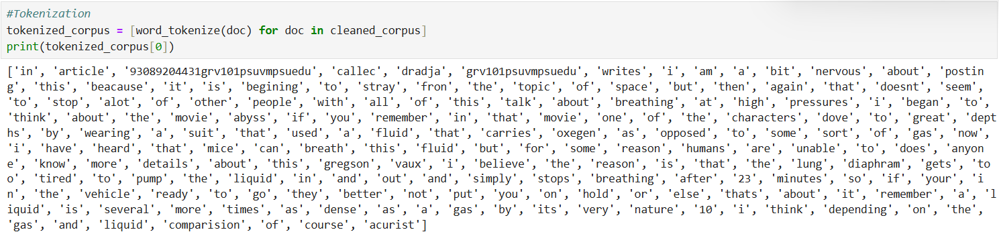 #Tokenization
tokenized_corpus = [word_tokenize(doc) for doc in cleaned_corpus]
print(tokenized_corpus[0])
['in', 'article', '93089204431grv101psuvmpsuedu', 'callec', 'dradja', 'grv101psuvmpsuedu', 'writes', 'i', 'am', 'a', 'bit', 'nervous', 'about', 'postin
g', 'this', 'beacause', 'it', 'is', 'begining', 'to', 'stray', 'fron', 'the', 'topic', 'of', 'space', 'but', 'then', 'again', 'that', 'doesnt', 'seem',
'to', 'stop', 'alot', 'of', 'other', 'people', 'with', 'all', 'of', 'this', 'talk', 'about', 'breathing', 'at', 'high', 'pressures', 'i', 'began', 'to',
'think', 'about', 'the', 'movie', 'abyss', 'if', 'you', 'remember', 'in', 'that', 'movie', 'one', 'of', 'the', 'characters', 'dove', 'to', 'great', 'dept
hs', 'by', 'wearing', 'a', 'suit', 'that', 'used', 'a', 'fluid', 'that', 'carries', 'oxegen', 'as', 'opposed', 'to', 'some', 'sort', 'of', 'gas', 'now',
'i', 'have', 'heard', 'that', 'mice', 'can', 'breath', 'this', 'fluid', 'but', 'for', 'some', 'reason', 'humans', 'are', 'unable', 'to', 'does', 'anyon
e', 'know', 'more', 'details', 'about', 'this', 'gregson', 'vaux', 'i', 'believe', 'the', 'reason', 'is', 'that', 'the', 'lung', 'diaphram', 'gets', 'to
o', 'tired', 'to', 'pump', 'the', 'liquid', 'in', 'and', 'out', 'and', 'simply', 'stops', 'breathing', 'after', '23', 'minutes', 'so', 'if', 'your', 'i
n', 'the', 'vehicle', 'ready', 'to', 'go', 'they', 'better', 'not', 'put', 'you', 'on', 'hold', 'or', 'else', 'thats', 'about', 'it', 'remember', 'a', 'l
iquid', 'is', 'several', 'more', 'times', 'as', 'dense', 'as', 'a', 'gas', 'by', 'its', 'very', 'nature', '10', 'i', 'think', 'depending', 'on', 'the',
'gas', 'and', 'liquid', 'comparision', 'of', 'course', 'acurist']